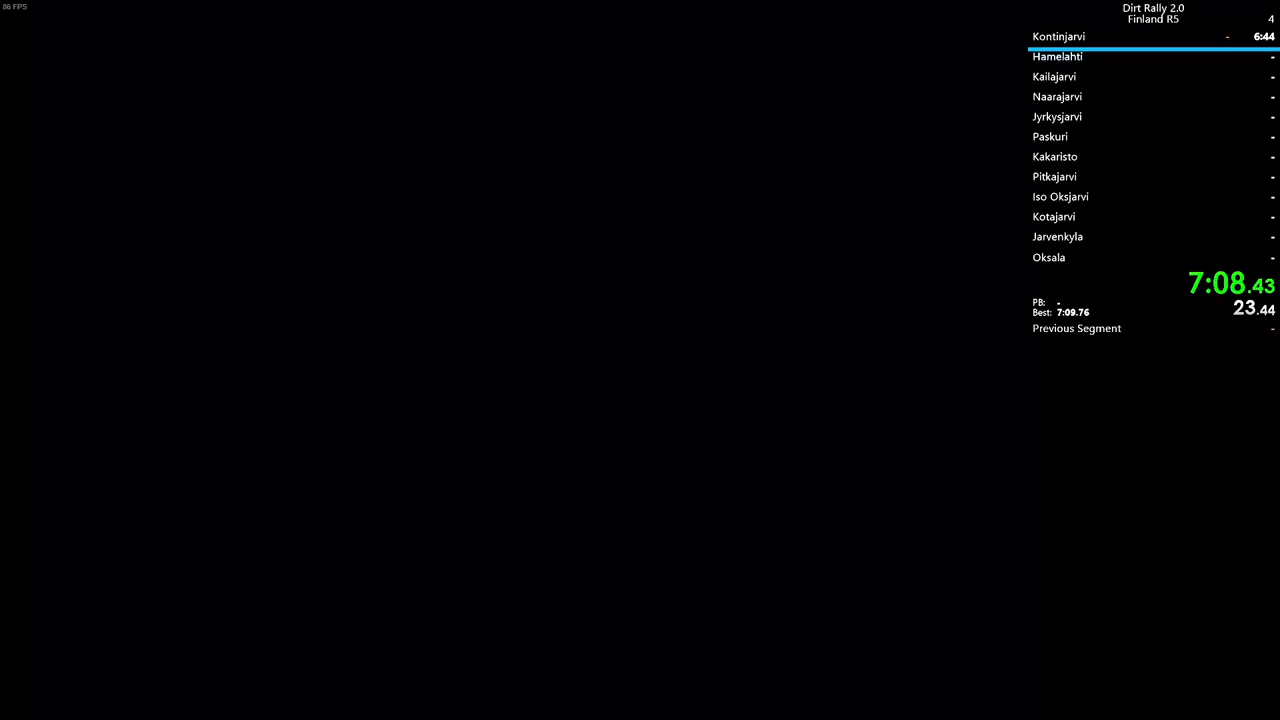 86 FPS
Dirt Rally 2.0
Finland R5 4
Kontinjarvi - 6:44
Hamelahti -
Kailajarvi -
Naarajarvi -
Jyrkysjarvi -
Paskuri -
Kakaristo -
Pitkajarvi -
Iso Oksjarvi -
Kotajarvi -
Jarvenkyla -
Oksala -
7:08.43
PB: -
23.44
Best: 7:09.76
Previous Segment -